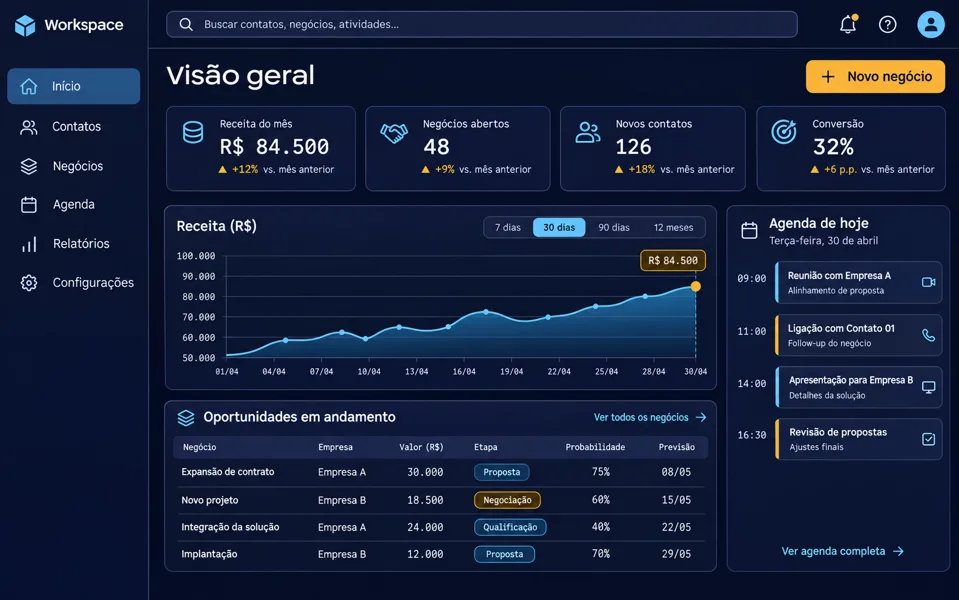 Workspace
Buscar contatos, negócios, atividades...
Início
Contatos
Negócios
Agenda
Relatórios
Configurações
Visão geral
Novo negócio
Receita do mês
R$ 84.500
+12% vs. mês anterior
Negócios abertos
48
+9% vs. mês anterior
Novos contatos
126
+18% vs. mês anterior
Conversão
32%
+6 p.p. vs. mês anterior
Receita (R$)
7 dias 30 dias 90 dias 12 meses
R$ 84.500
100.000
90.000
80.000
70.000
60.000
50.000
01/04 04/04 07/04 10/04 13/04 16/04 19/04 22/04 25/04 28/04 30/04
Oportunidades em andamento
Ver todos os negócios
Negócio Empresa Valor (R$) Etapa Probabilidade Previsão
Expansão de contrato Empresa A 30.000 Proposta 75% 08/05
Novo projeto Empresa B 18.500 Negociação 60% 15/05
Integração da solução Empresa A 24.000 Qualificação 40% 22/05
Implantação Empresa B 12.000 Proposta 70% 29/05
Agenda de hoje
Terça-feira, 30 de abril
09:00
Reunião com Empresa A
Alinhamento de proposta
11:00
Ligação com Contato 01
Follow-up do negócio
14:00
Apresentação para Empresa B
Detalhes da solução
16:30
Revisão de propostas
Ajustes finais
Ver agenda completa